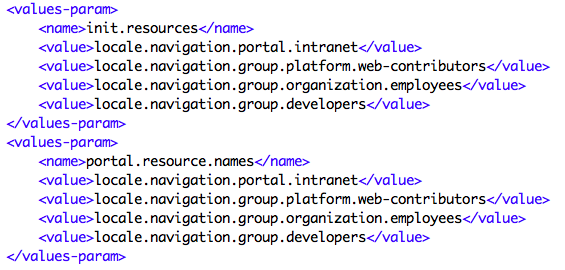 <values-param>
<name>init.resources</name>
<value>locale.navigation.portal.intranet</value>
<value>locale.navigation.group.platform.web-contributors</value>
<value>locale.navigation.group.organization.employees</value>
<value>locale.navigation.group.developers</value>
</values-param>
<values-param>
<name>portal.resource.names</name>
<value>locale.navigation.portal.intranet</value>
<value>locale.navigation.group.platform.web-contributors</value>
<value>locale.navigation.group.organization.employees</value>
<value>locale.navigation.group.developers</value>
</values-param>